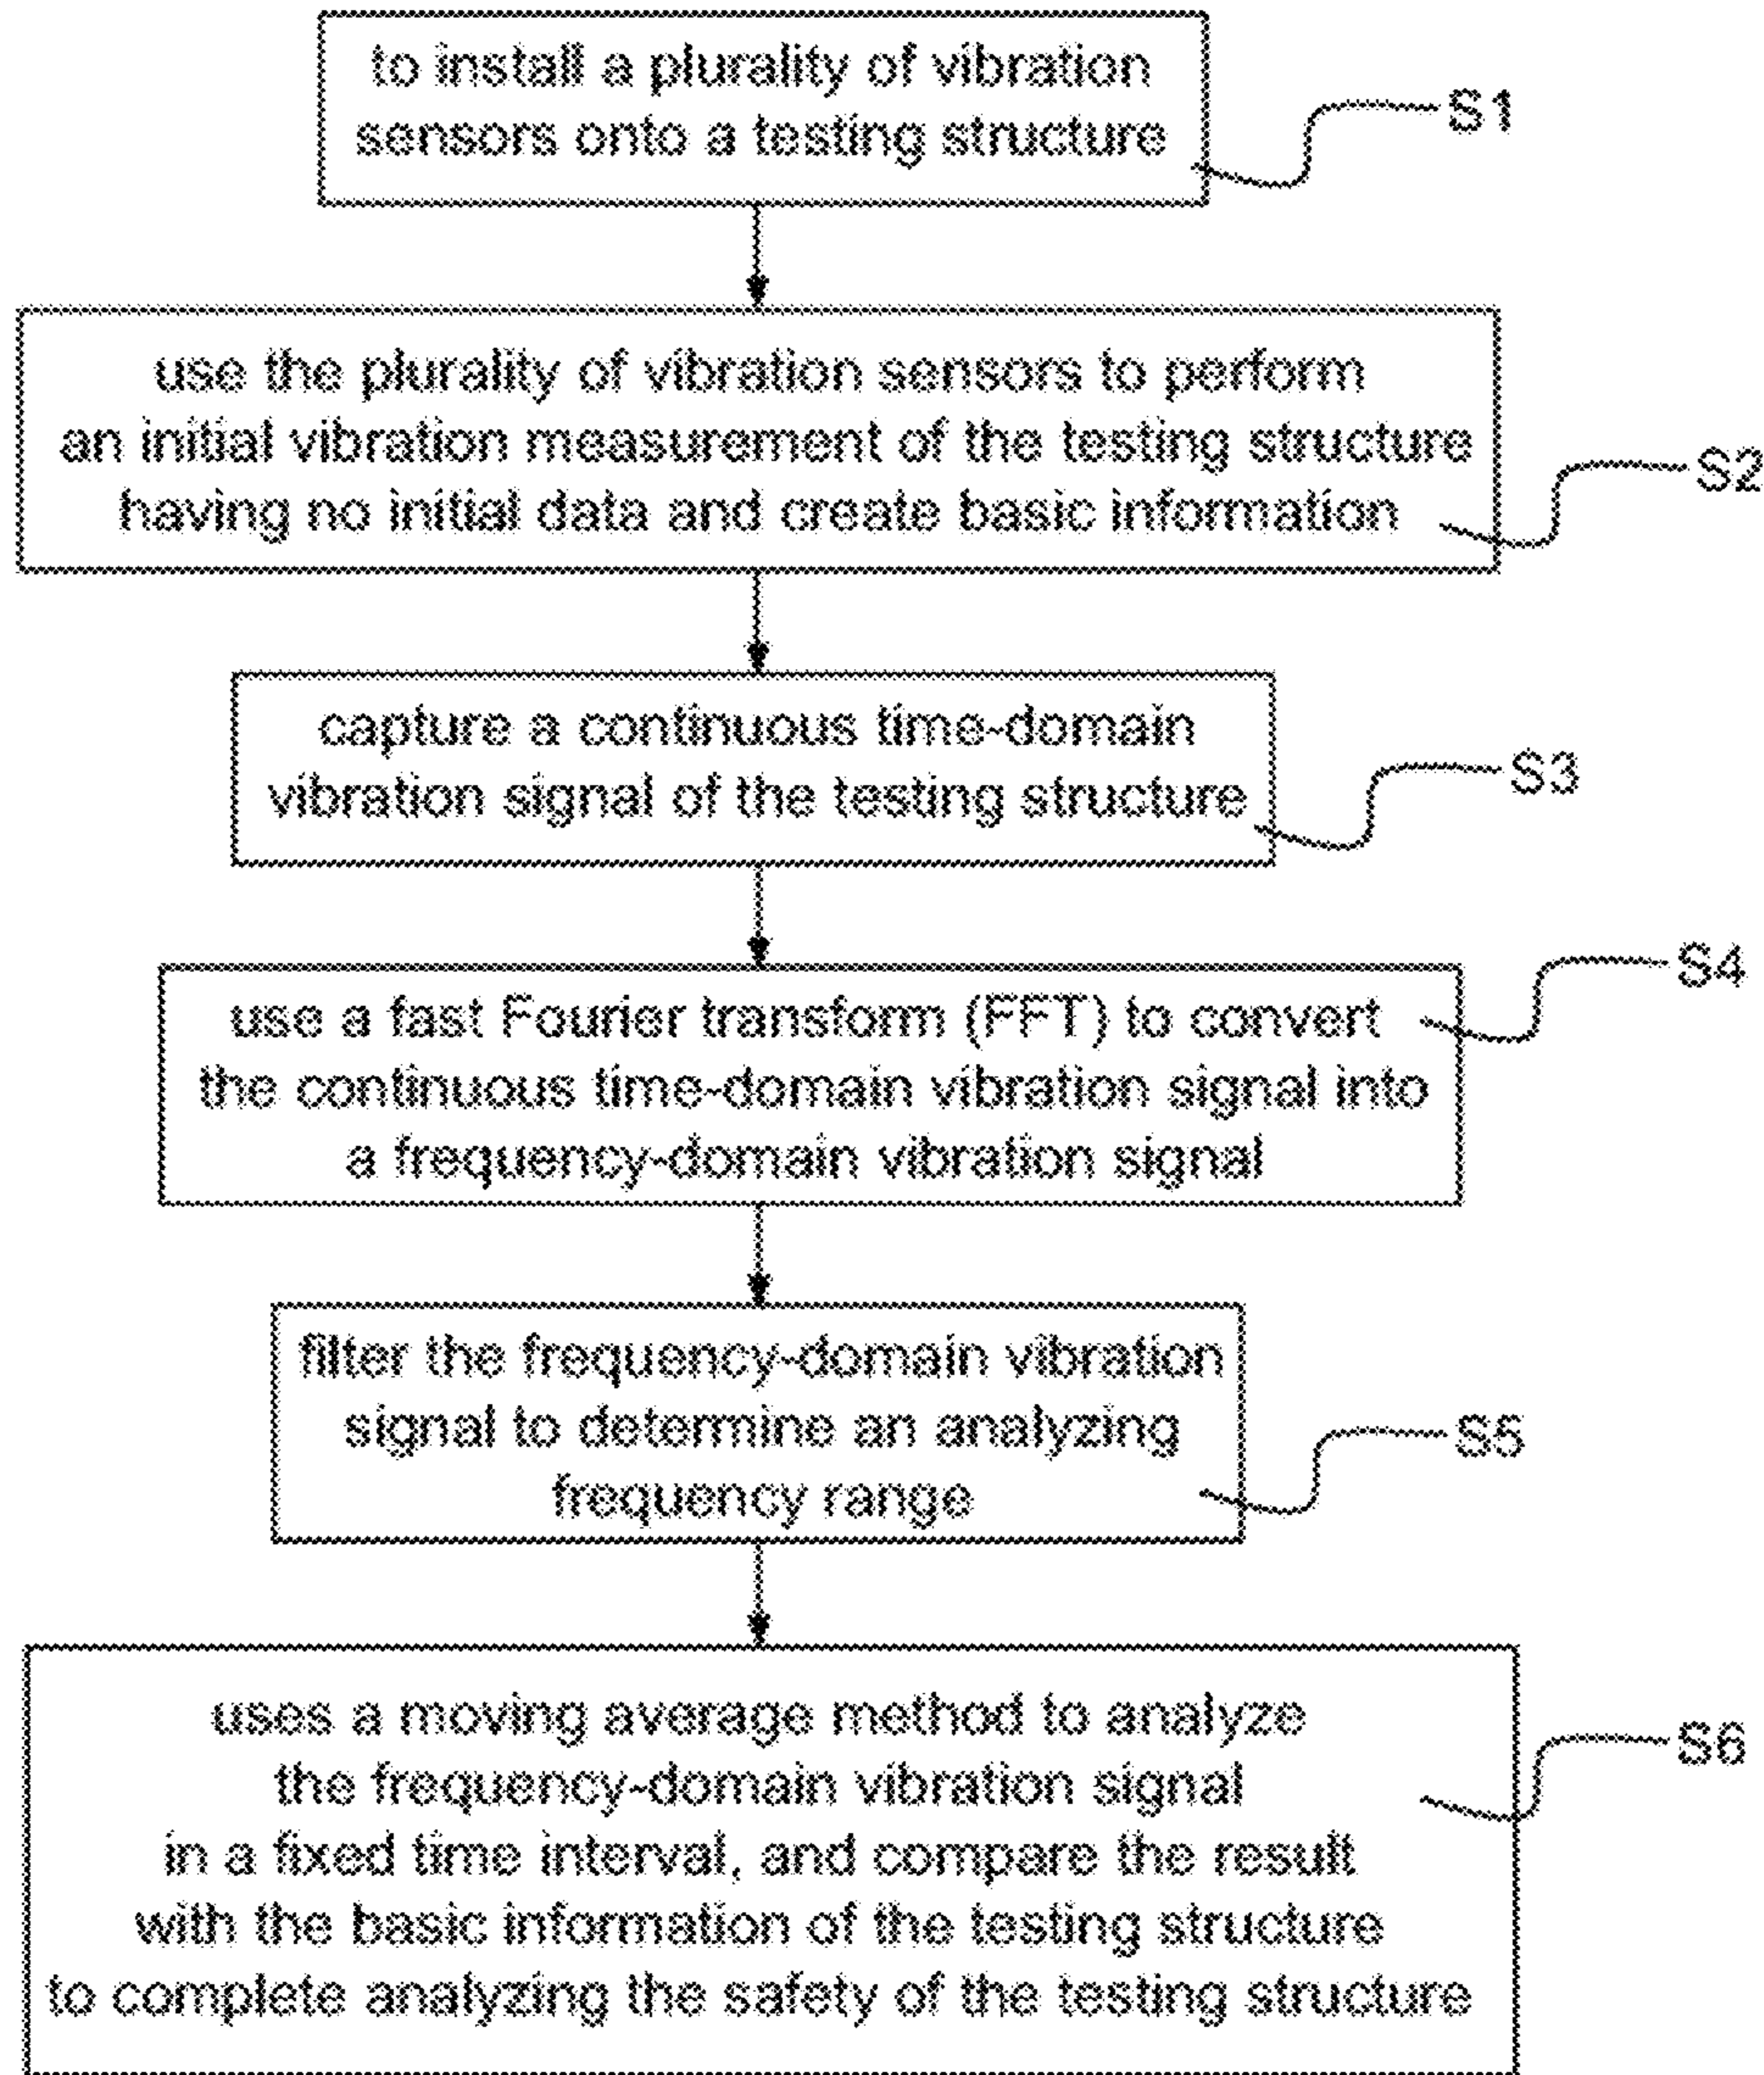 to install a plurality of vibration
sensors onto a testing structure
S1
use the plurality of vibration sensors to perform
an initial vibration measurement of the testing structure
having no initial data and create basic information
S2
capture a continuous time-domain
vibration signal of the testing structure
S3
use a fast Fourier transform (FFT) to convert
the continuous time-domain vibration signal into
a frequency-domain vibration signal
S4
filter the frequency-domain vibration
signal to determine an analyzing
frequency range
S5
uses a moving average method to analyze
the frequency-domain vibration signal
in a fixed time interval, and compare the result
with the basic information of the testing structure
to complete analyzing the safety of the testing structure
S6